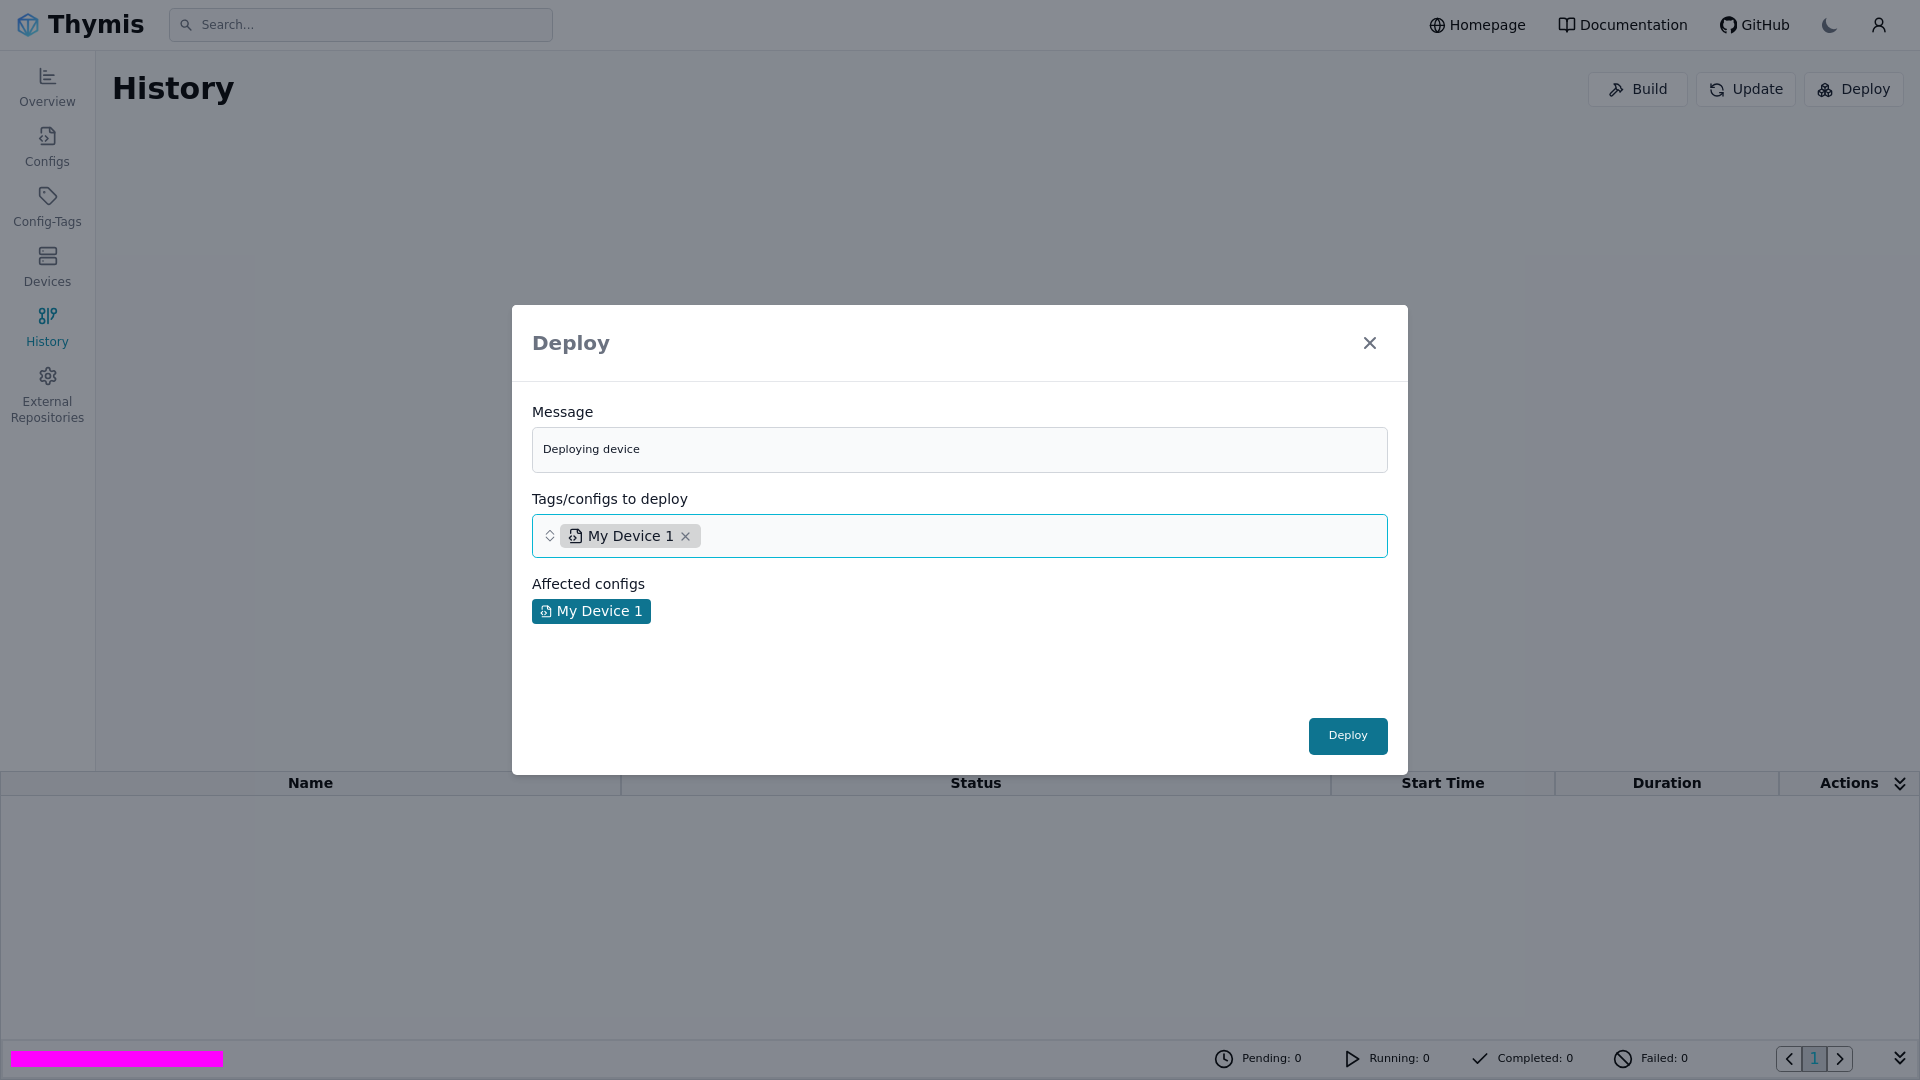 Thymis
Search...
Homepage
Documentation
GitHub
Overview
Configs
Config-Tags
Devices
History
External
Repositories
History
Build
Update
Deploy
Deploy
Message
Deploying device
Tags/configs to deploy
My Device 1
Affected configs
My Device 1
Deploy
Name
Status
Start Time
Duration
Actions
Pending: 0
Running: 0
Completed: 0
Failed: 0
1